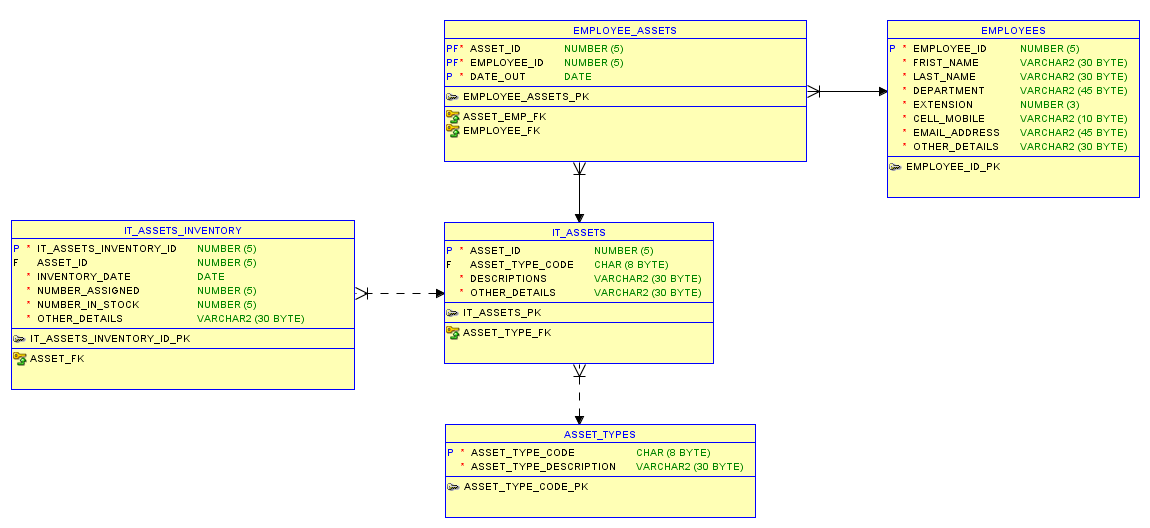 EMPLOYEE_ASSETS
PF* ASSET_ID NUMBER (5)
PF* EMPLOYEE_ID NUMBER (5)
P * DATE_OUT DATE
EMPLOYEE_ASSETS_PK
ASSET_EMP_FK
EMPLOYEE_FK
EMPLOYEES
P * EMPLOYEE_ID NUMBER (5)
* FRIST_NAME VARCHAR2 (30 BYTE)
* LAST_NAME VARCHAR2 (30 BYTE)
* DEPARTMENT VARCHAR2 (45 BYTE)
* EXTENSION NUMBER (3)
* CELL_MOBILE VARCHAR2 (10 BYTE)
* EMAIL_ADDRESS VARCHAR2 (45 BYTE)
* OTHER_DETAILS VARCHAR2 (30 BYTE)
EMPLOYEE_ID_PK
IT_ASSETS_INVENTORY
P * IT_ASSETS_INVENTORY_ID NUMBER (5)
F ASSET_ID NUMBER (5)
* INVENTORY_DATE DATE
* NUMBER_ASSIGNED NUMBER (5)
* NUMBER_IN_STOCK NUMBER (5)
* OTHER_DETAILS VARCHAR2 (30 BYTE)
IT_ASSETS_INVENTORY_ID_PK
ASSET_FK
IT_ASSETS
P * ASSET_ID NUMBER (5)
F ASSET_TYPE_CODE CHAR (8 BYTE)
* DESCRIPTIONS VARCHAR2 (30 BYTE)
* OTHER_DETAILS VARCHAR2 (30 BYTE)
IT_ASSETS_PK
ASSET_TYPE_FK
ASSET_TYPES
P * ASSET_TYPE_CODE CHAR (8 BYTE)
* ASSET_TYPE_DESCRIPTION VARCHAR2 (30 BYTE)
ASSET_TYPE_CODE_PK